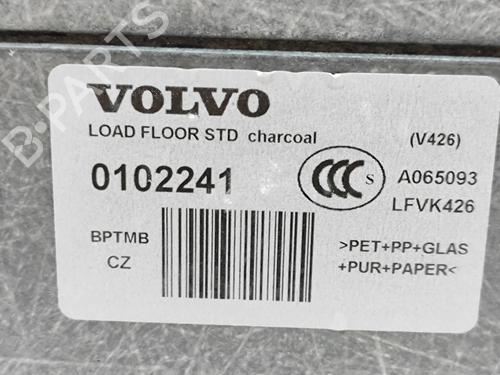 B-PARTS
VOLVO
LOAD FLOOR STD charcoal (V426)
0102241
CCC S
A065093
LFVK426
BPTMB
CZ
>PET+PP+GLAS
+PUR+PAPER<